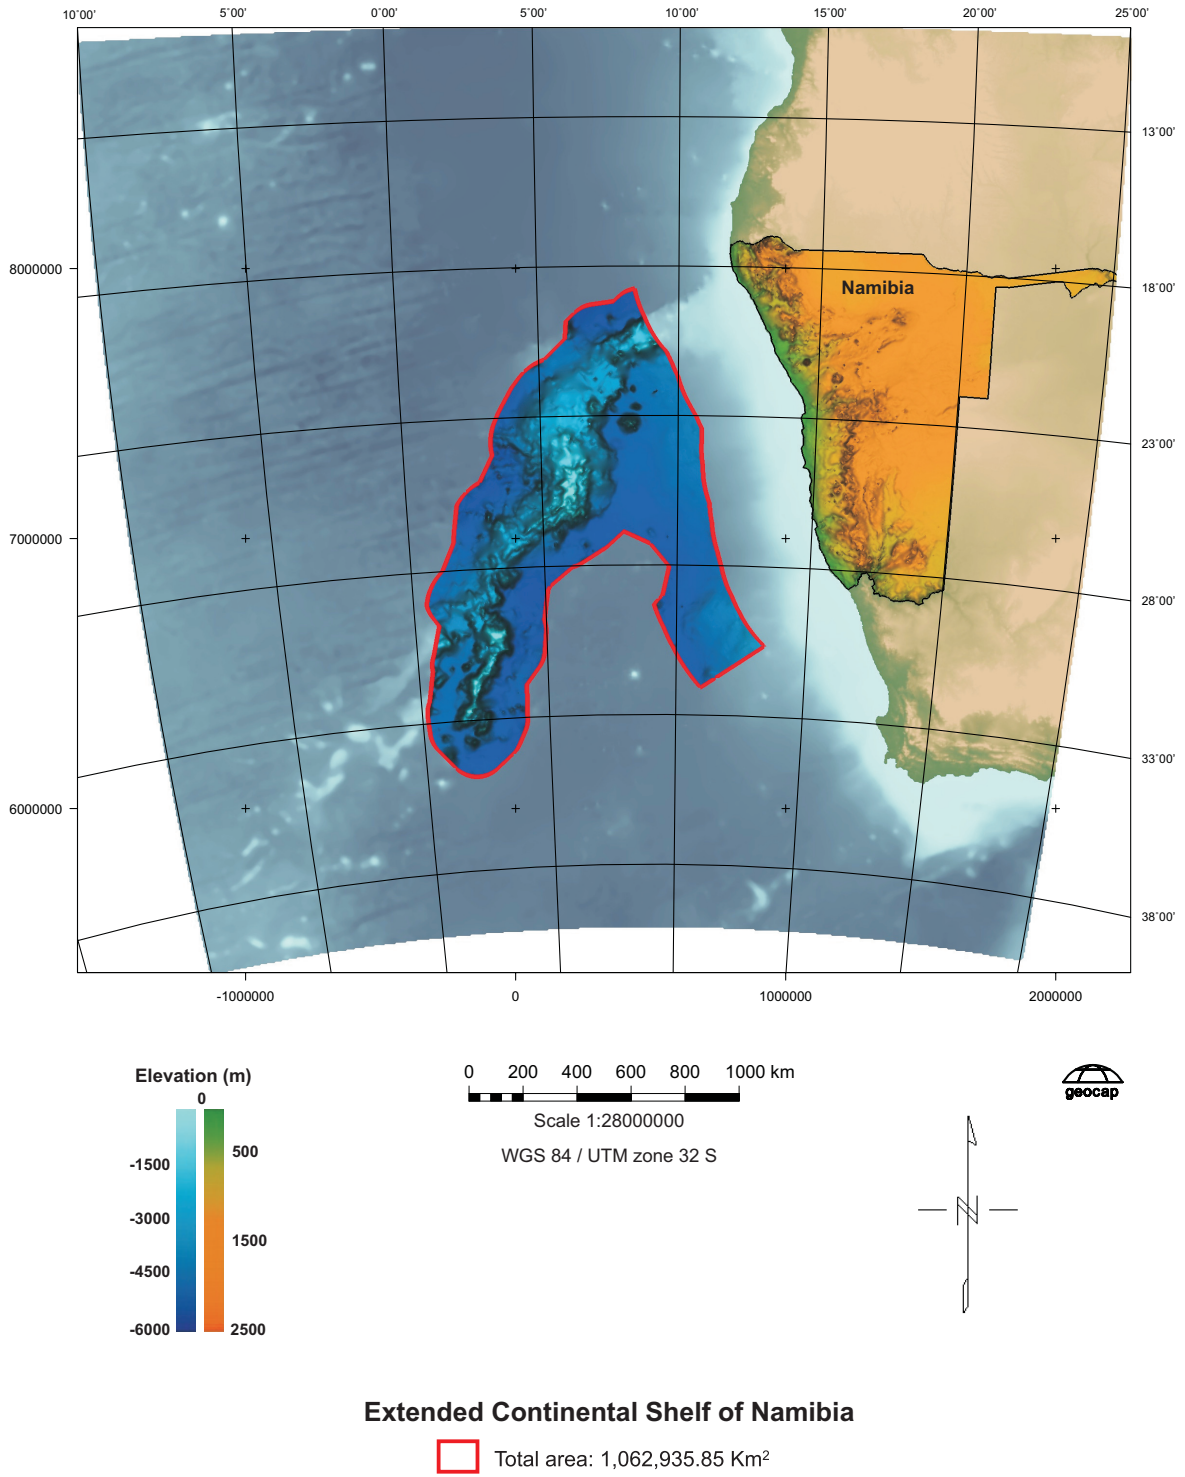 10˚00' 5˚00' 0˚00' 5˚00' 10˚00' 15˚00' 20˚00' 25˚00'
13˚00'
8000000
18˚00'
Namibia
23˚00'
7000000
28˚00'
33˚00'
6000000
38˚00'
-1000000 0 1000000 2000000
Elevation (m)
0
-1500
500
-3000
1500
-4500
-6000
2500
0 200 400 600 800 1000 km
Scale 1:28000000
WGS 84 / UTM zone 32 S
geocap
N
Extended Continental Shelf of Namibia
Total area: 1,062,935.85 Km²